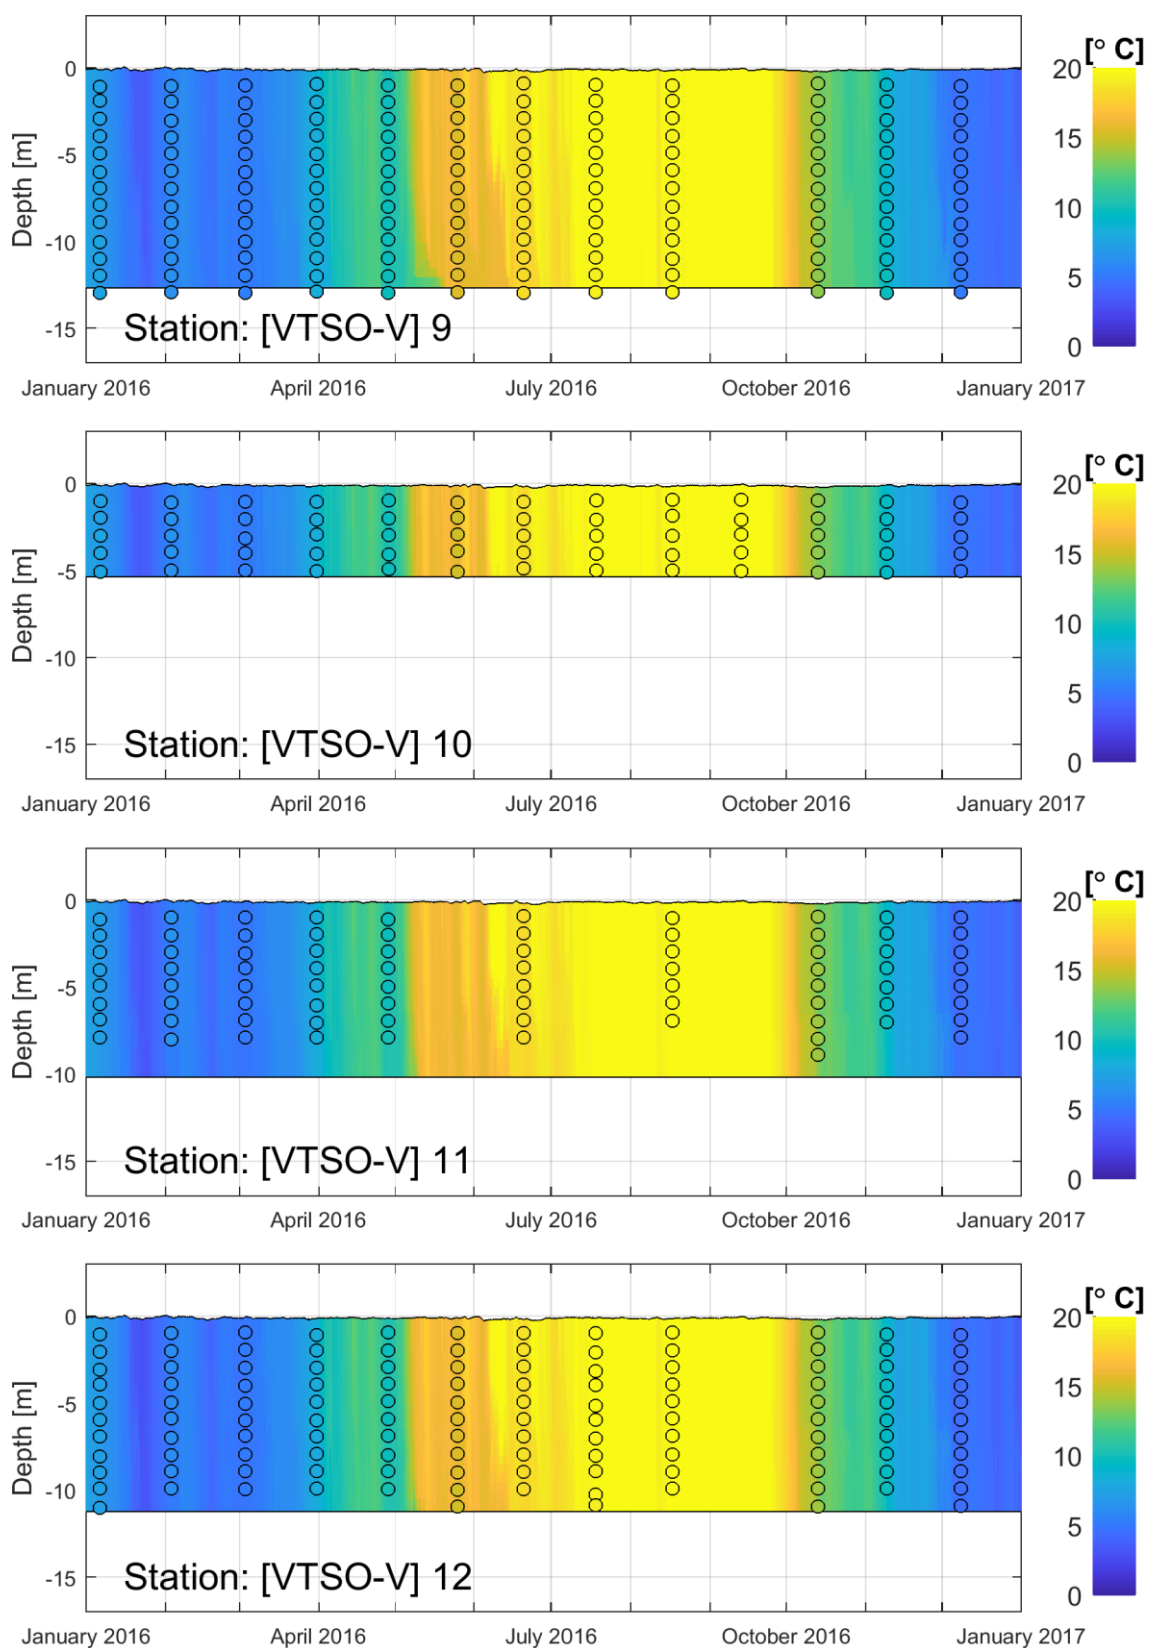 [° C]
0
20
-5
15
Depth [m]
10
-10
5
-15
Station: [VTSO-V] 9
0
January 2016
April 2016
July 2016
October 2016
January 2017
[° C]
0
20
-5
15
Depth [m]
10
-10
5
-15
Station: [VTSO-V] 10
0
January 2016
April 2016
July 2016
October 2016
January 2017
[° C]
0
20
-5
15
Depth [m]
10
-10
5
-15
Station: [VTSO-V] 11
0
January 2016
April 2016
July 2016
October 2016
January 2017
[° C]
0
20
-5
15
Depth [m]
10
-10
5
-15
Station: [VTSO-V] 12
0
January 2016
April 2016
July 2016
October 2016
January 2017